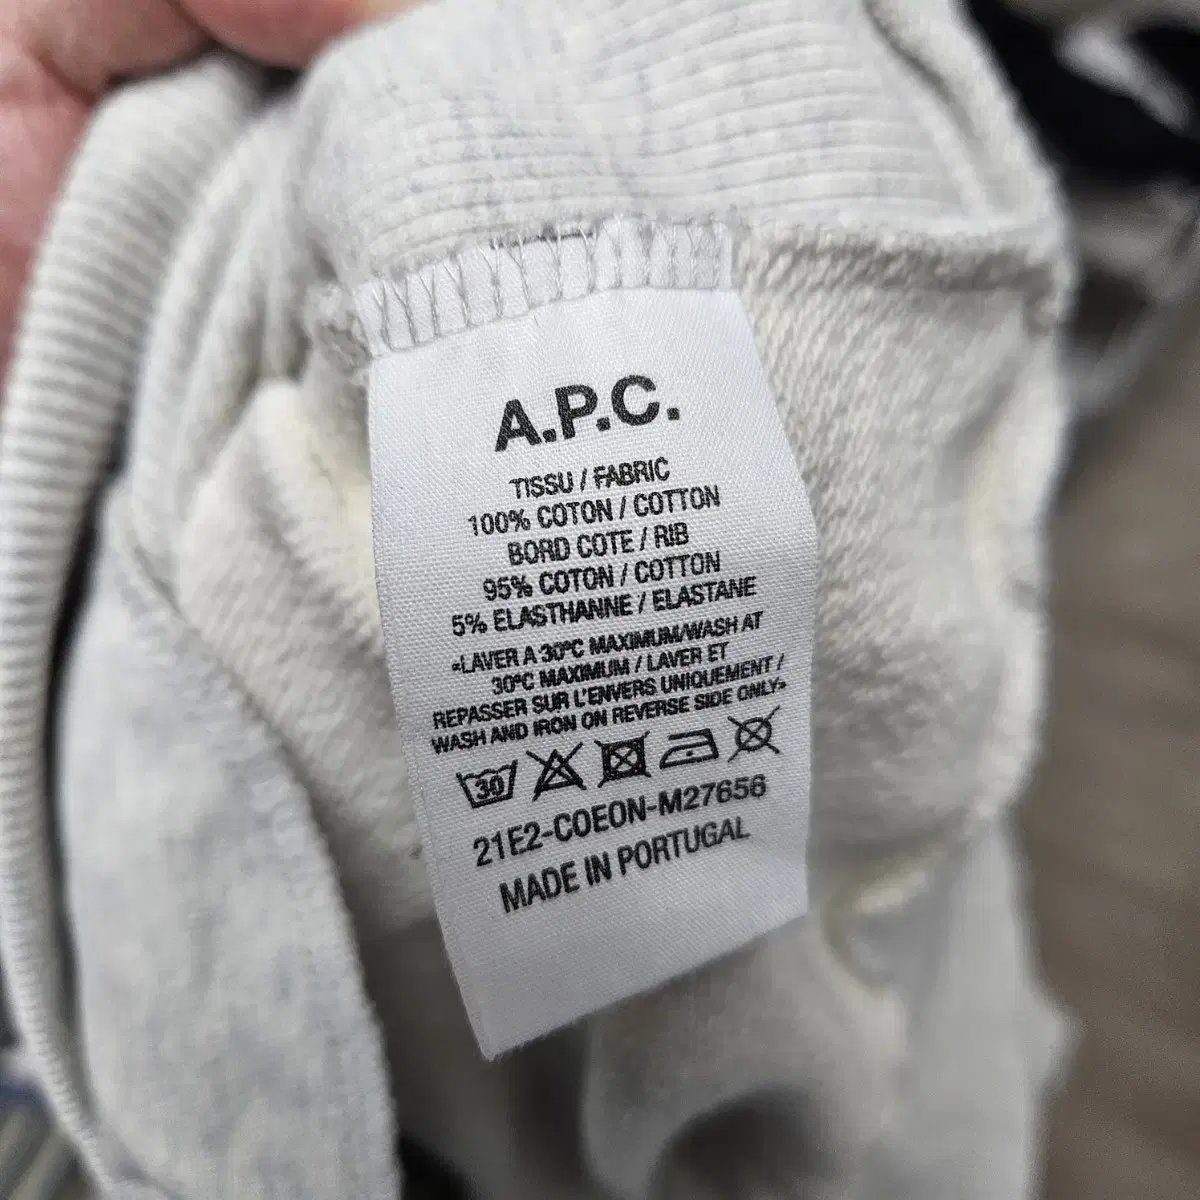 A.P.C.
TISSU / FABRIC
100% COTON / COTTON
BORD COTE / RIB
95% COTON / COTTON
5% ELASTHANNE / ELASTANE
«LAVER A 30°C MAXIMUM/WASH AT
30°C MAXIMUM / LAVER ET
REPASSER SUR L'ENVERS UNIQUEMENT /
WASH AND IRON ON REVERSE SIDE ONLY»
30
21E2-COEON-M27656
MADE IN PORTUGAL